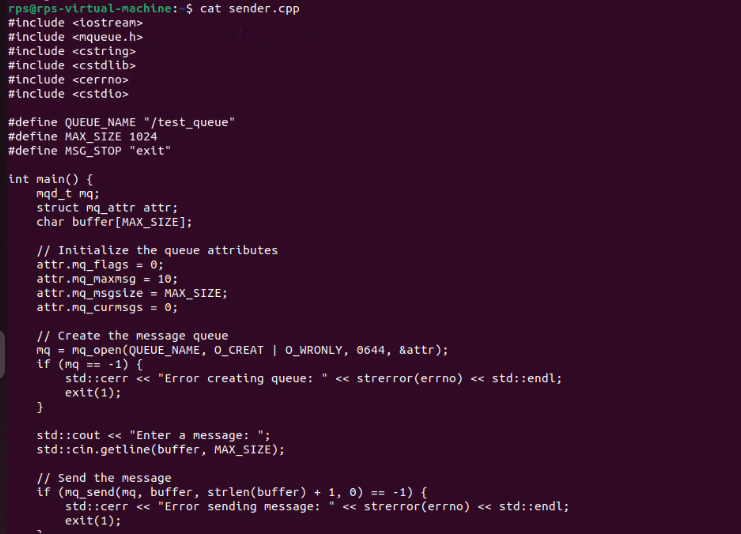 rps@rps-virtual-machine:~$ cat sender.cpp
#include <iostream>
#include <mqueue.h>
#include <cstring>
#include <cstdlib>
#include <cerrno>
#include <cstdio>

#define QUEUE_NAME "/test_queue"
#define MAX_SIZE 1024
#define MSG_STOP "exit"

int main() {
    mqd_t mq;
    struct mq_attr attr;
    char buffer[MAX_SIZE];

    // Initialize the queue attributes
    attr.mq_flags = 0;
    attr.mq_maxmsg = 10;
    attr.mq_msgsize = MAX_SIZE;
    attr.mq_curmsgs = 0;

    // Create the message queue
    mq = mq_open(QUEUE_NAME, O_CREAT | O_WRONLY, 0644, &attr);
    if (mq == -1) {
        std::cerr << "Error creating queue: " << strerror(errno) << std::endl;
        exit(1);
    }

    std::cout << "Enter a message: ";
    std::cin.getline(buffer, MAX_SIZE);

    // Send the message
    if (mq_send(mq, buffer, strlen(buffer) + 1, 0) == -1) {
        std::cerr << "Error sending message: " << strerror(errno) << std::endl;
        exit(1);